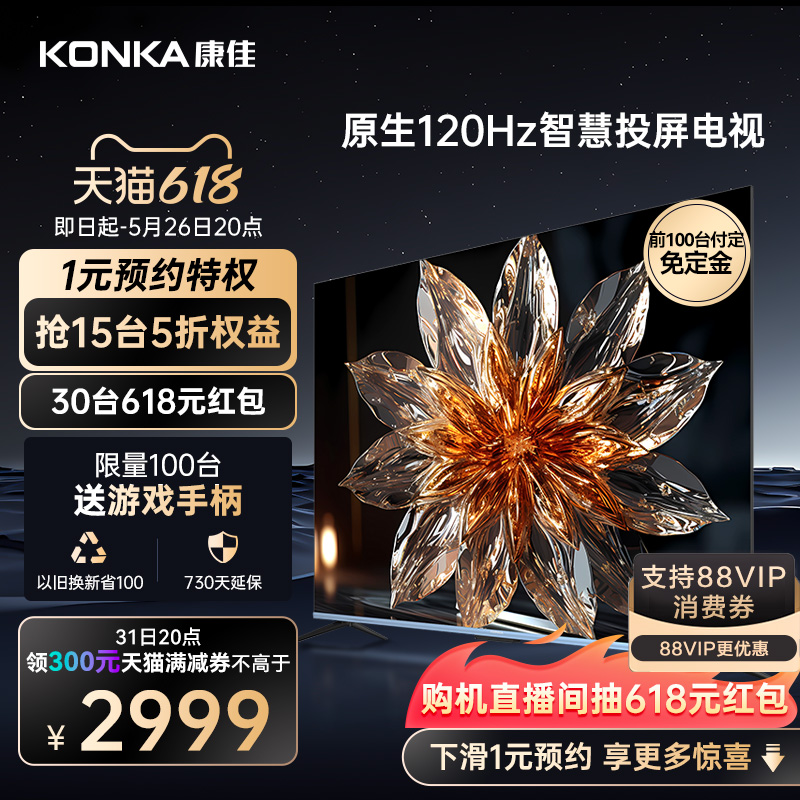 KONKA康佳
原生120Hz智慧投屏电视
天猫618
即日起-5月26日20点
前100台付定
免定金
1元预约特权
抢15台5折权益
30台618元红包
限量100台
送游戏手柄
以旧换新省100
730天延保
支持88VIP
消费券
88VIP更优惠
31日20点
领300元天猫满减券不高于
¥2999
购机直播间抽618元红包
下滑1元预约 享更多惊喜